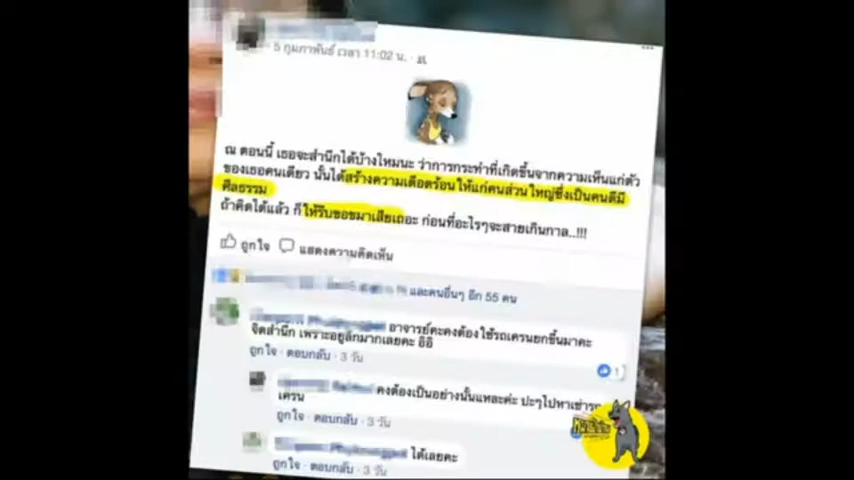 5 กุมภาพันธ์ เวลา 11:02 น.
ณ ตอนนี้ เธอจะสำนึกได้บ้างไหมนะ ว่าการกระทำที่เกิดขึ้นจากความเห็นแก่ตัว
ของเธอคนเดียว นั้นได้สร้างความเดือดร้อน ให้แก่คนส่วน ใหญ่ซึ่งเป็นคนดีมี
ศีลธรรม
ถ้าคิดได้แล้ว ก็ ให้รีบขอขมาเสียเถอะ ก่อนที่อะไรๆจะสายเกินกาล..!!!
ถูกใจ แสดงความคิดเห็น
และคนอื่นๆ อีก 55 คน
อาจารย์คะคงต้อง ใช้รถเครนยกขึ้นมาคะ
จิตสำนึก เพราะอยู่ลึกมากเลยคะ อิอิ
ถูกใจ · ตอบกลับ · 3 วัน
1
คงต้องเป็นอย่างนั้นแหละค่ะ ปะๆไปหาเช่า
เครน
ถูกใจ · ตอบกลับ · 3 วัน
ได้เลยคะ
ถูกใจ · ตอบกลับ · 3 วัน